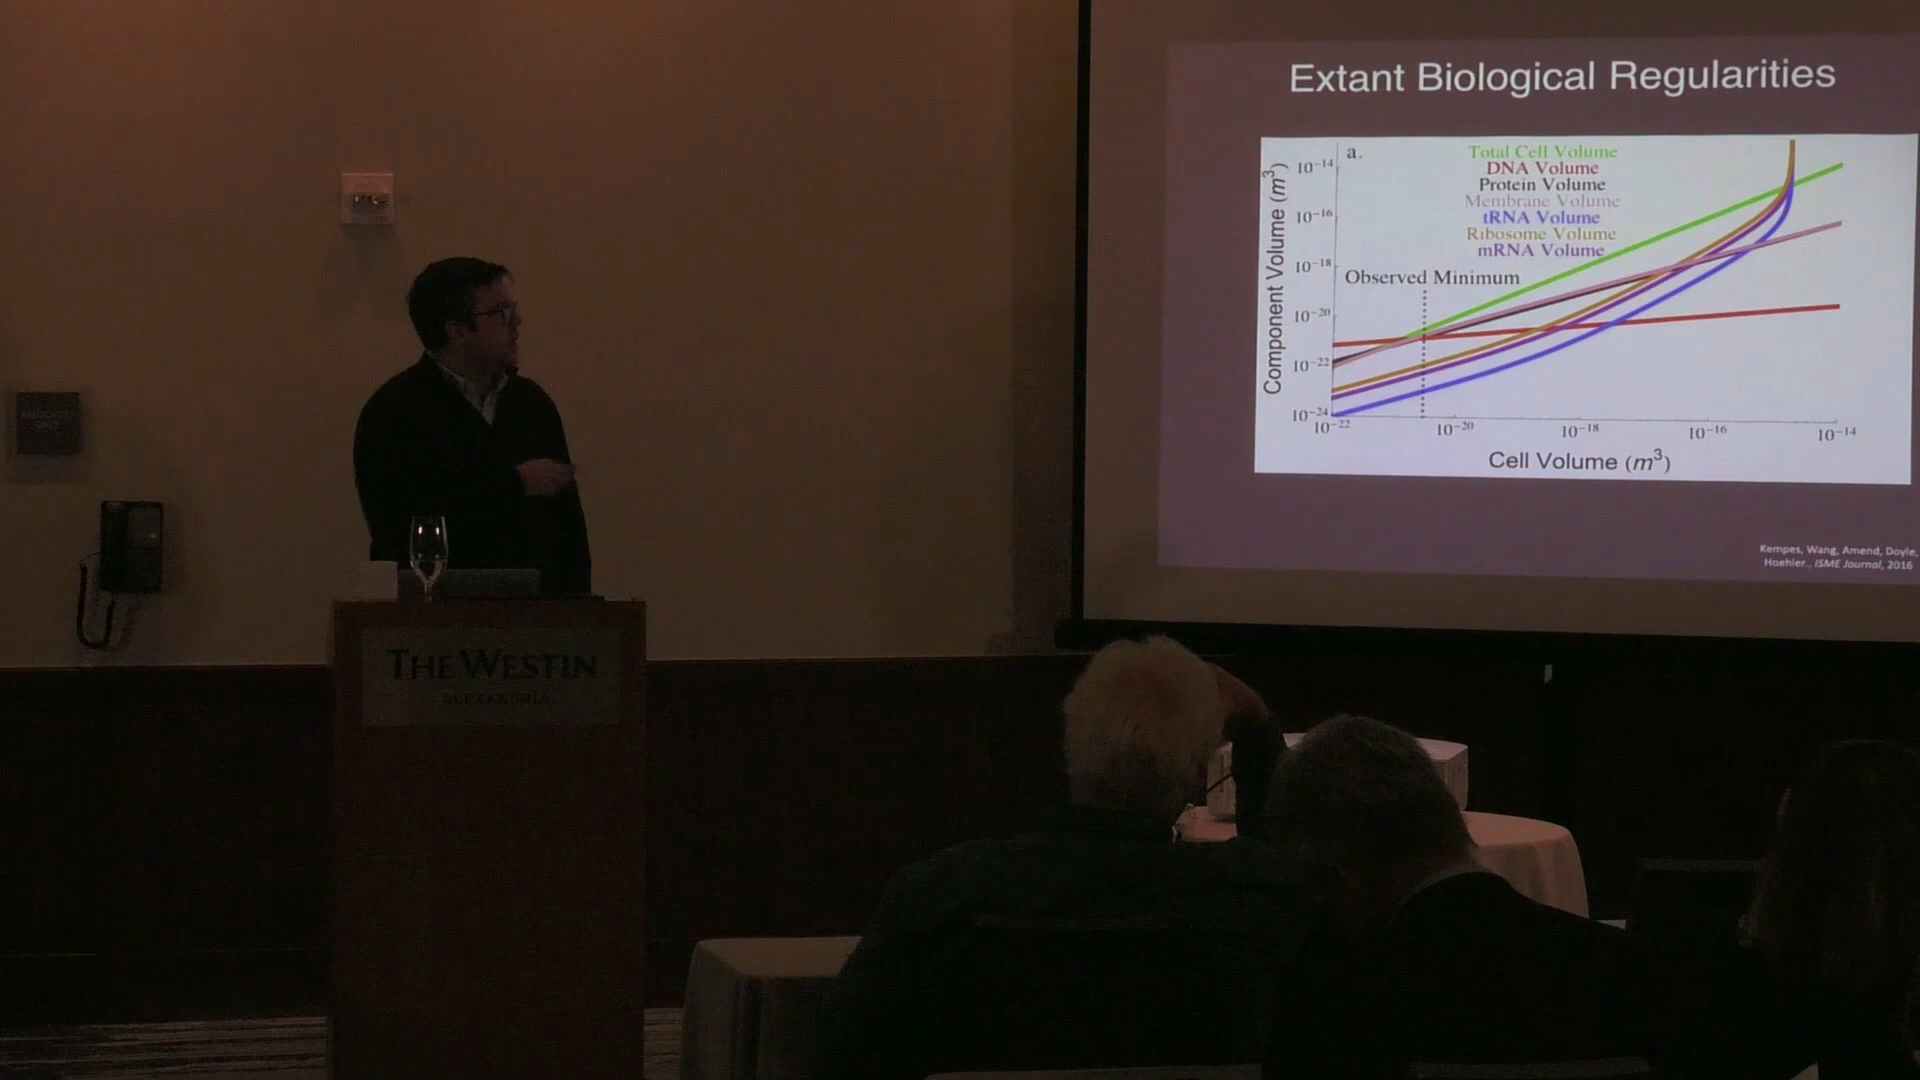 Extant Biological Regularities
a.
Total Cell Volume
DNA Volume
Protein Volume
Membrane Volume
tRNA Volume
Ribosome Volume
mRNA Volume
Observed Minimum
Component Volume (m³)
10⁻¹⁴
10⁻¹⁶
10⁻¹⁸
10⁻²⁰
10⁻²²
10⁻²⁴
10⁻²² 10⁻²⁰ 10⁻¹⁸ 10⁻¹⁶ 10⁻¹⁴
Cell Volume (m³)
Kempes, Wang, Amend, Doyle,
Hoehler., ISME Journal, 2016
THE WESTIN
ALEXANDRIA